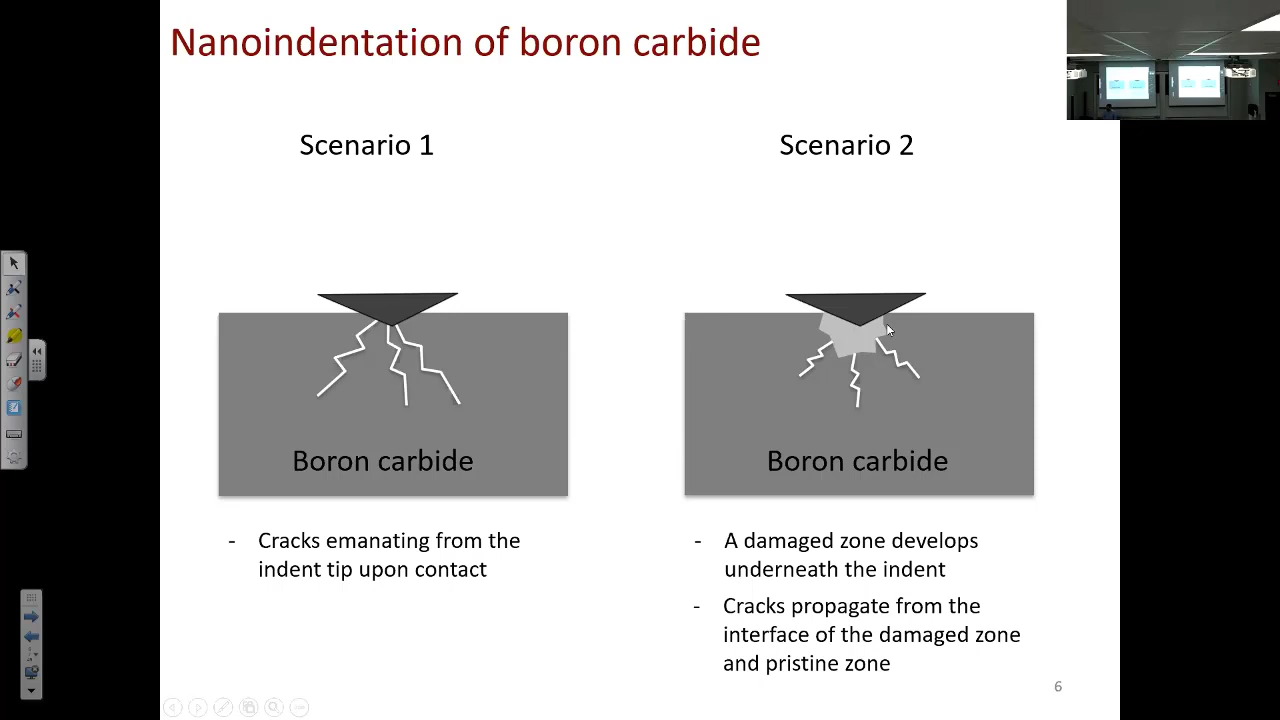 Nanoindentation of boron carbide
Scenario 1
Scenario 2
Boron carbide
Boron carbide
- Cracks emanating from the
indent tip upon contact
- A damaged zone develops
underneath the indent
- Cracks propagate from the
interface of the damaged zone
and pristine zone
6